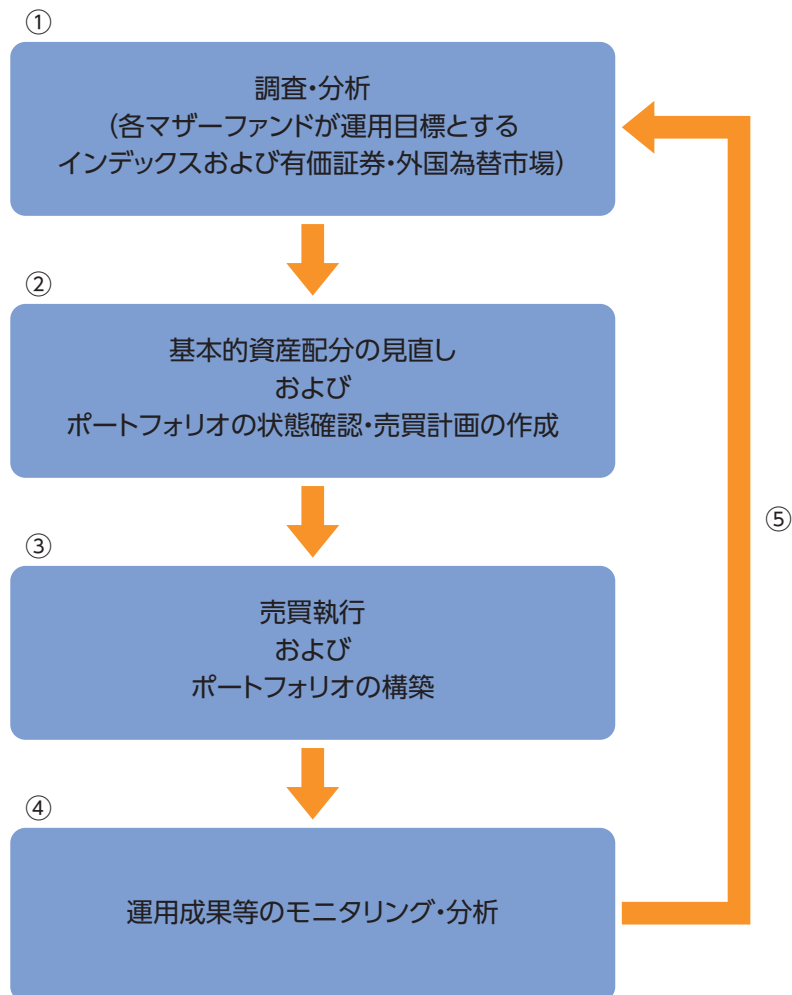 ①
調査・分析
(各マザーファンドが運用目標とする
インデックスおよび有価証券・外国為替市場)
②
基本的資産配分の見直し
および
ポートフォリオの状態確認・売買計画の作成
③
売買執行
および
ポートフォリオの構築
④
運用成果等のモニタリング・分析
⑤